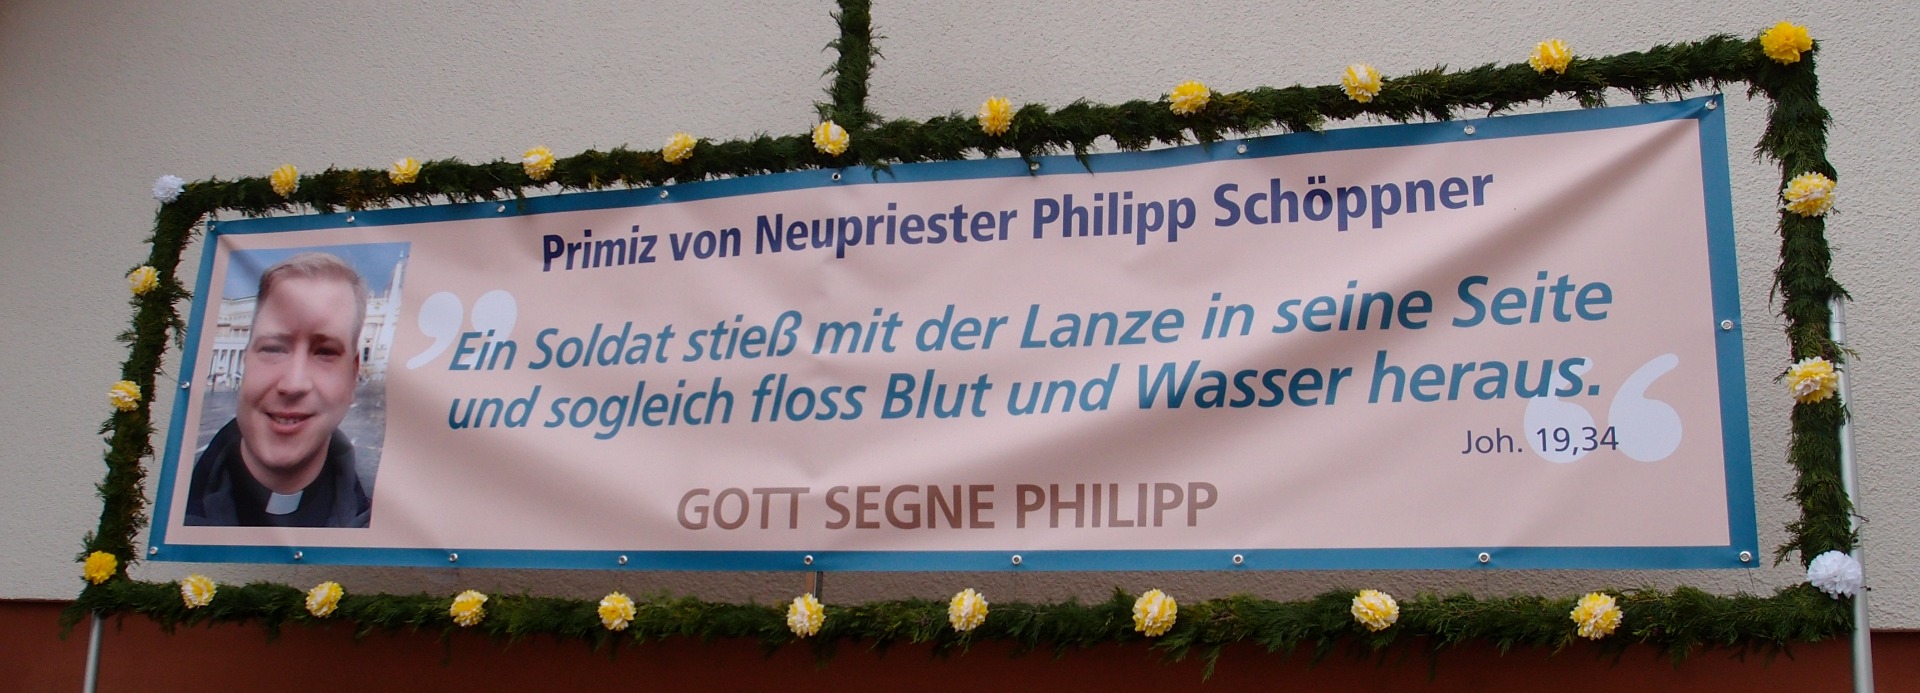 Primiz von Neupriester Philipp Schöppner
”Ein Soldat stieß mit der Lanze in seine Seite
und sogleich floss Blut und Wasser heraus.“
Joh. 19,34
GOTT SEGNE PHILIPP